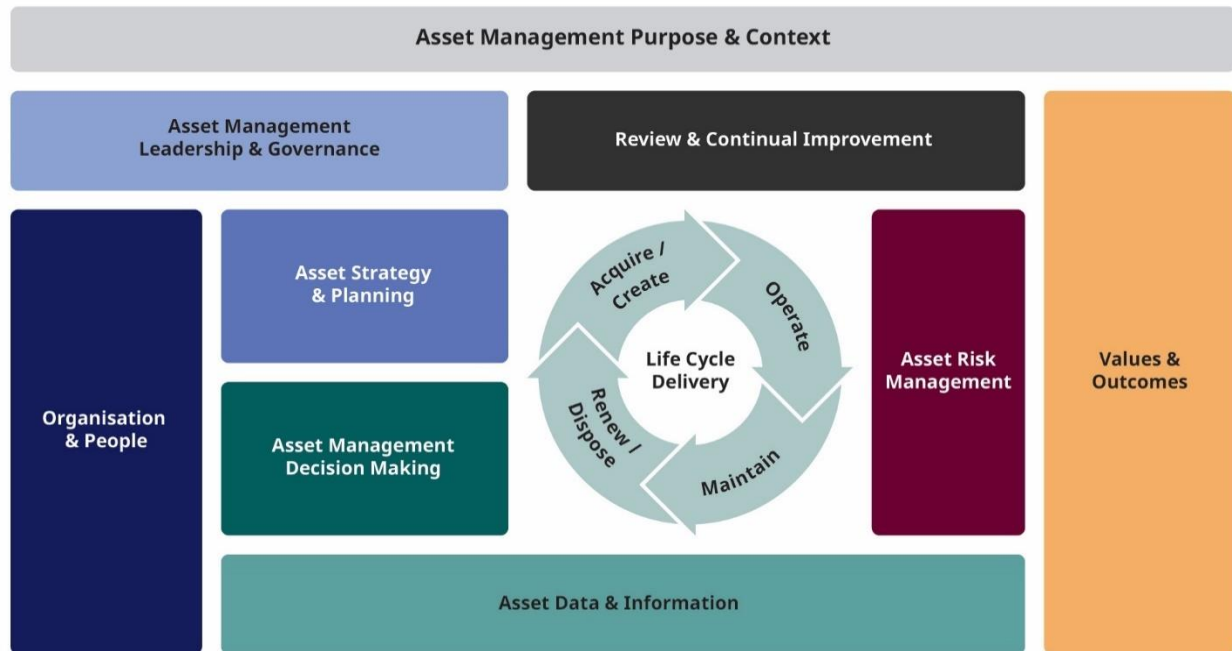 Asset Management Purpose & Context
Asset Management
Leadership & Governance
Review & Continual Improvement
Organisation
& People
Asset Strategy
& Planning
Asset Management
Decision Making
Acquire /
Create
Operate
Maintain
Renew /
Dispose
Life Cycle
Delivery
Asset Risk
Management
Values &
Outcomes
Asset Data & Information